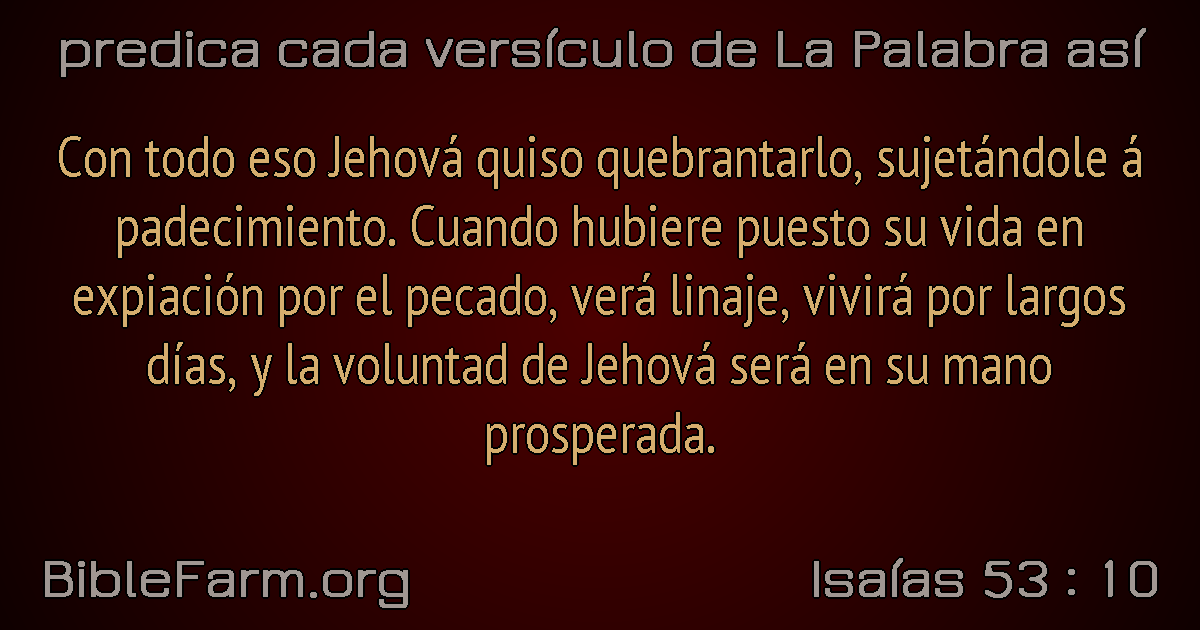 predica cada versículo de La Palabra así
Con todo eso Jehová quiso quebrantarlo, sujetándole á
padecimiento. Cuando hubiere puesto su vida en
expiación por el pecado, verá linaje, vivirá por largos
días, y la voluntad de Jehová será en su mano
prosperada.
BibleFarm.org
Isaías 53 : 10